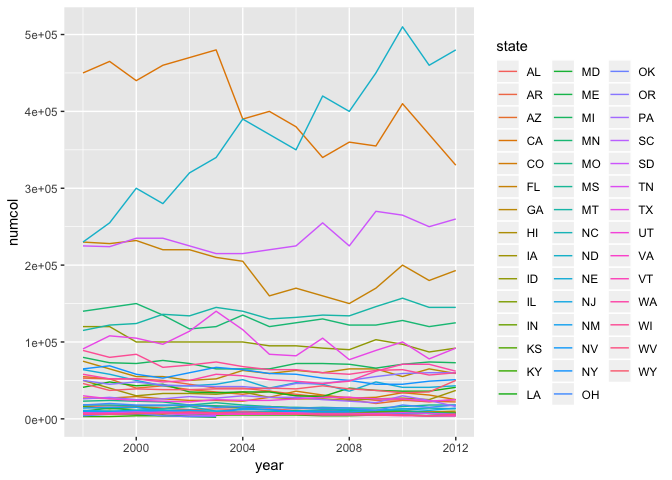 5e+05
4e+05
3e+05
2e+05
1e+05
0e+00
numcol
2000
2004
2008
2012
year
state
AL MD OK
AR ME OR
AZ MI PA
CA MN SC
CO MO SD
FL MS TN
GA MT TX
HI NC UT
IA ND VA
ID NE VT
IL NJ WA
IN NM WI
KS NV WV
KY NY WY
LA OH